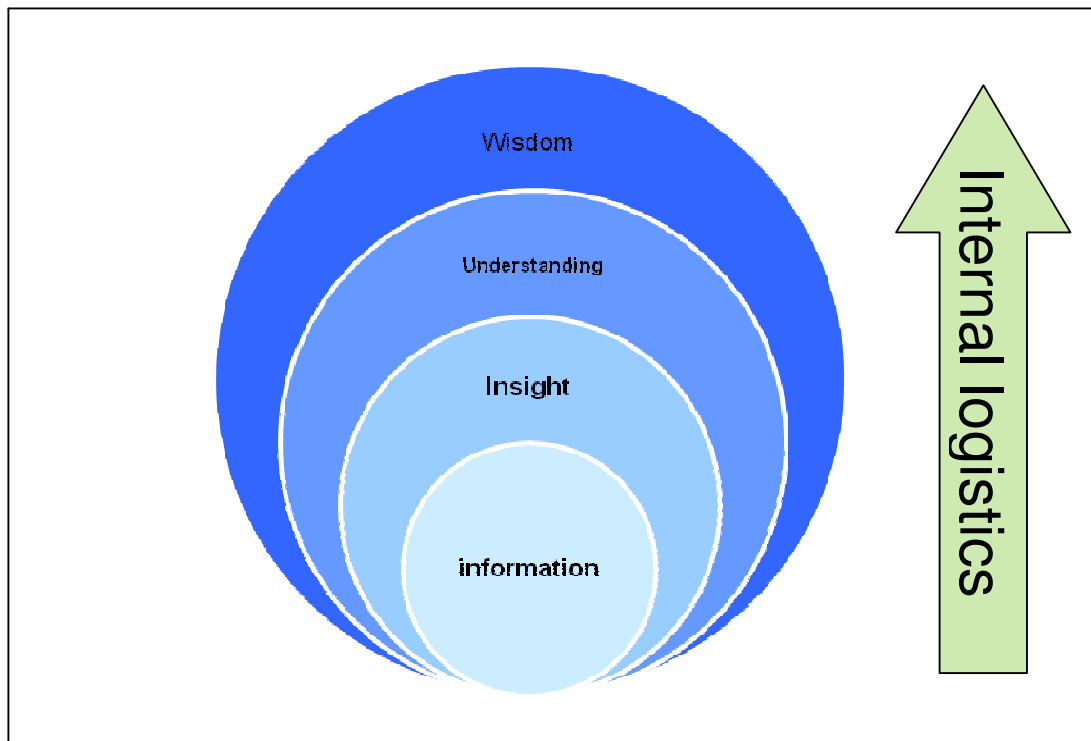 Wisdom
Understanding
Insight
information
Internal logistics